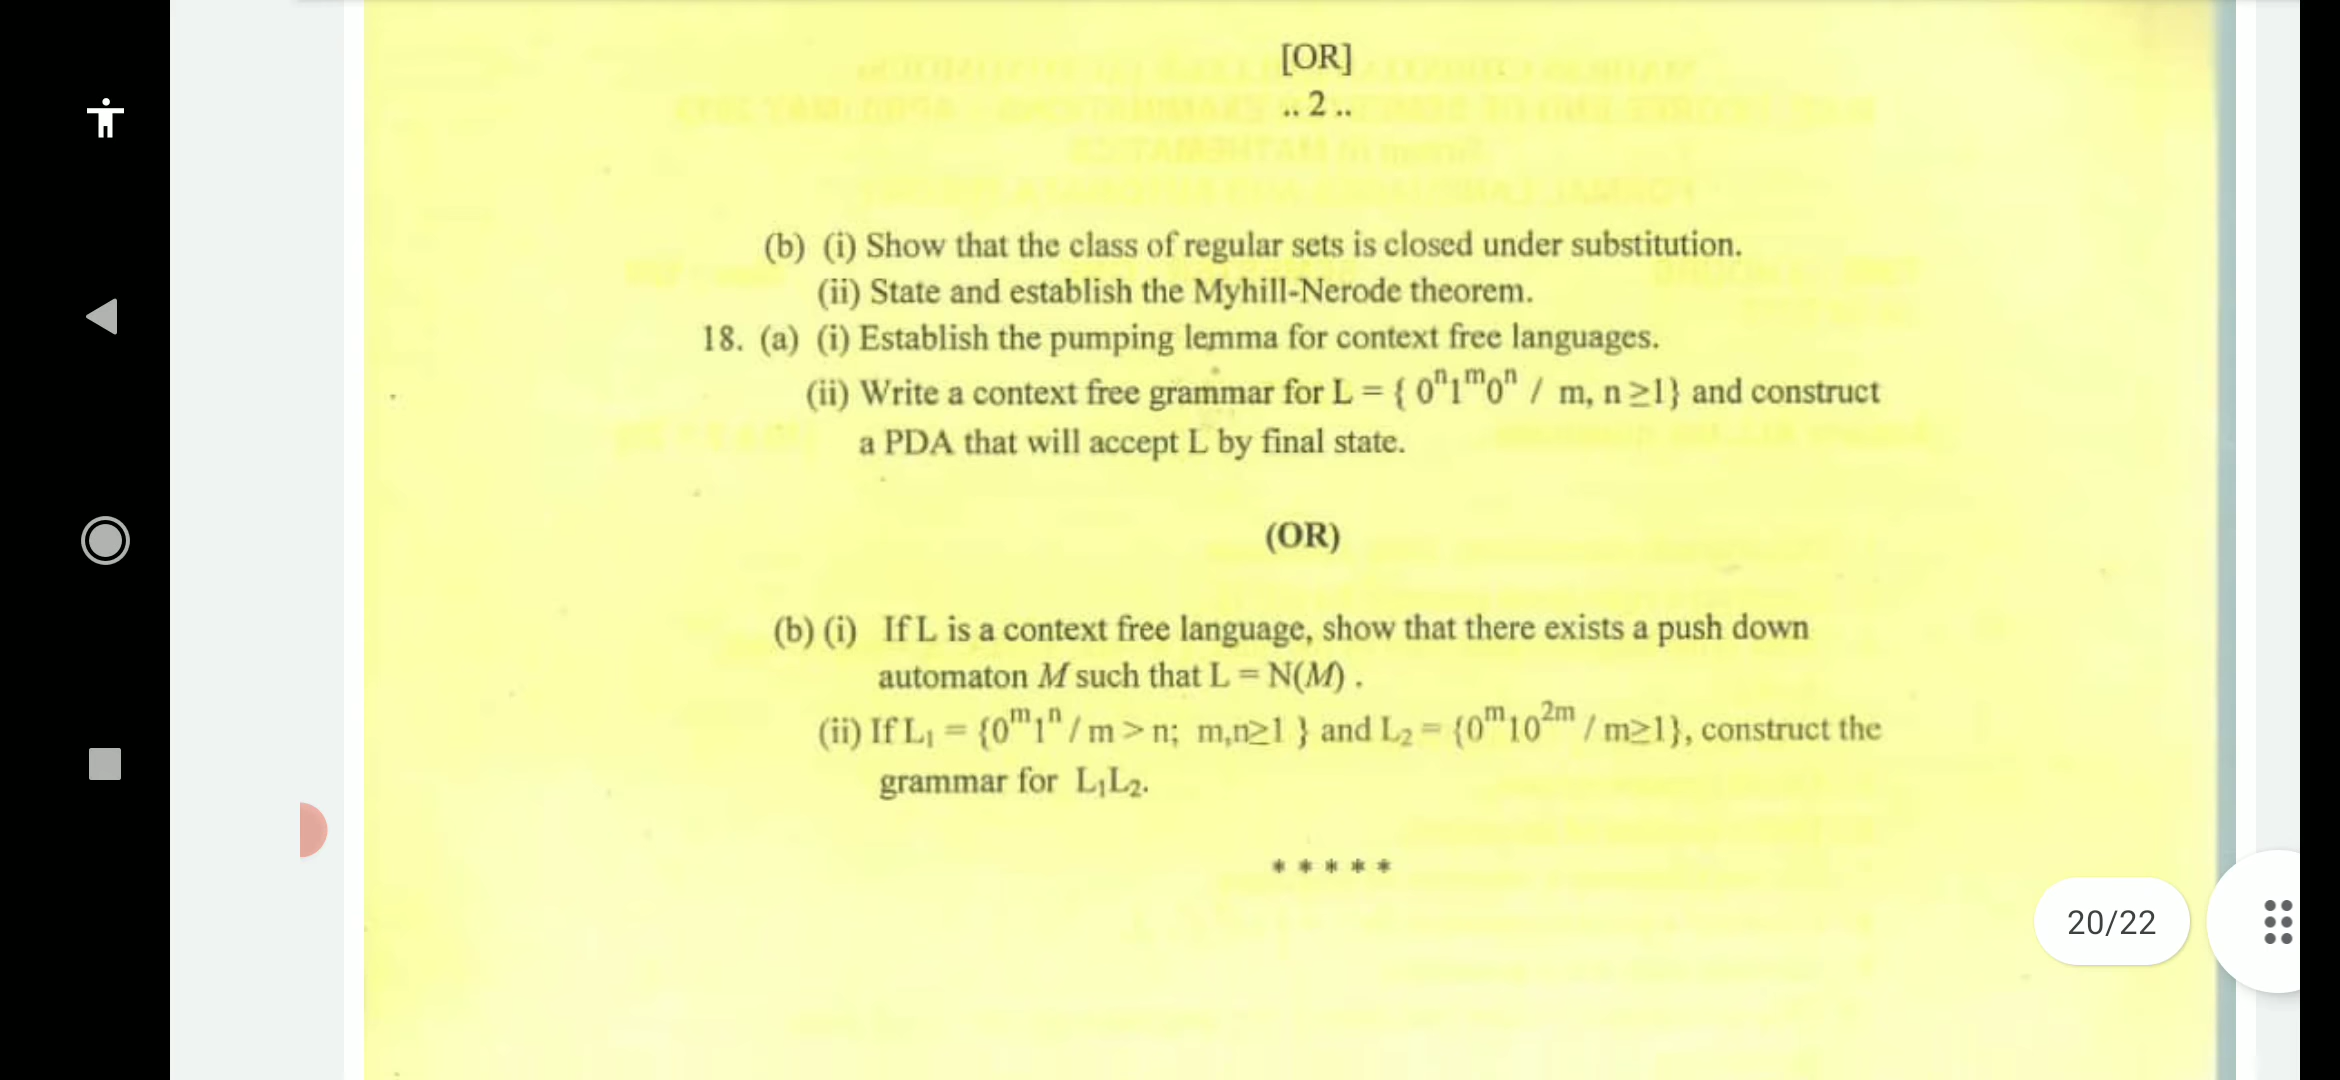 [OR]
.. 2 ..
(b) (i) Show that the class of regular sets is closed under substitution.
(ii) State and establish the Myhill-Nerode theorem.
18. (a) (i) Establish the pumping lemma for context free languages.
(ii) Write a context free grammar for L = { 0ⁿ1ᵐ0ⁿ / m, n ≥1} and construct
a PDA that will accept L by final state.
(OR)
(b) (i) If L is a context free language, show that there exists a push down
automaton M such that L = N(M) .
(ii) If L₁ = {0ᵐ1ⁿ / m > n; m,n≥1 } and L₂ = {0ᵐ10²ᵐ / m≥1}, construct the
grammar for L₁L₂.
* * * * *
20/22